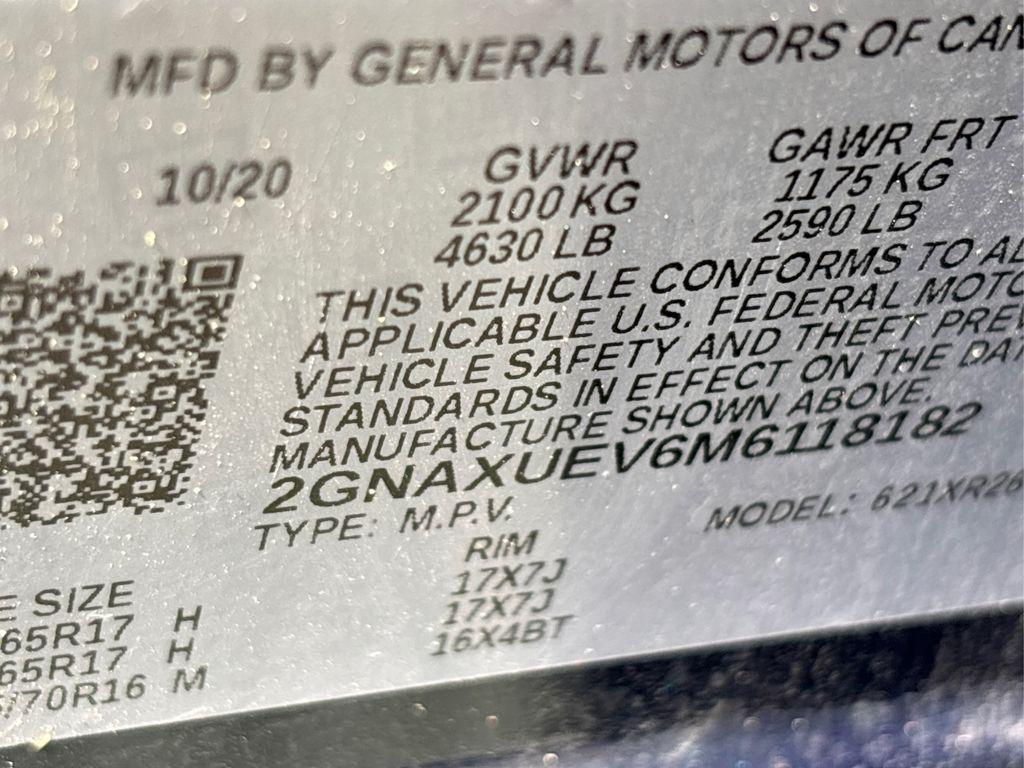 MFD BY GENERAL MOTORS OF CAN
10/20 GVWR GAWR FRT
2100 KG 1175 KG
4630 LB 2590 LB
THIS VEHICLE CONFORMS TO AL
APPLICABLE U.S. FEDERAL MOTO
VEHICLE SAFETY AND THEFT PREV
STANDARDS IN EFFECT ON THE DAT
MANUFACTURE SHOWN ABOVE.
2GNAXUEV6M6118182
TYPE: M.P.V. MODEL: 621XR26
E SIZE RIM
65R17 H 17X7J
65R17 H 17X7J
/70R16 M 16X4BT